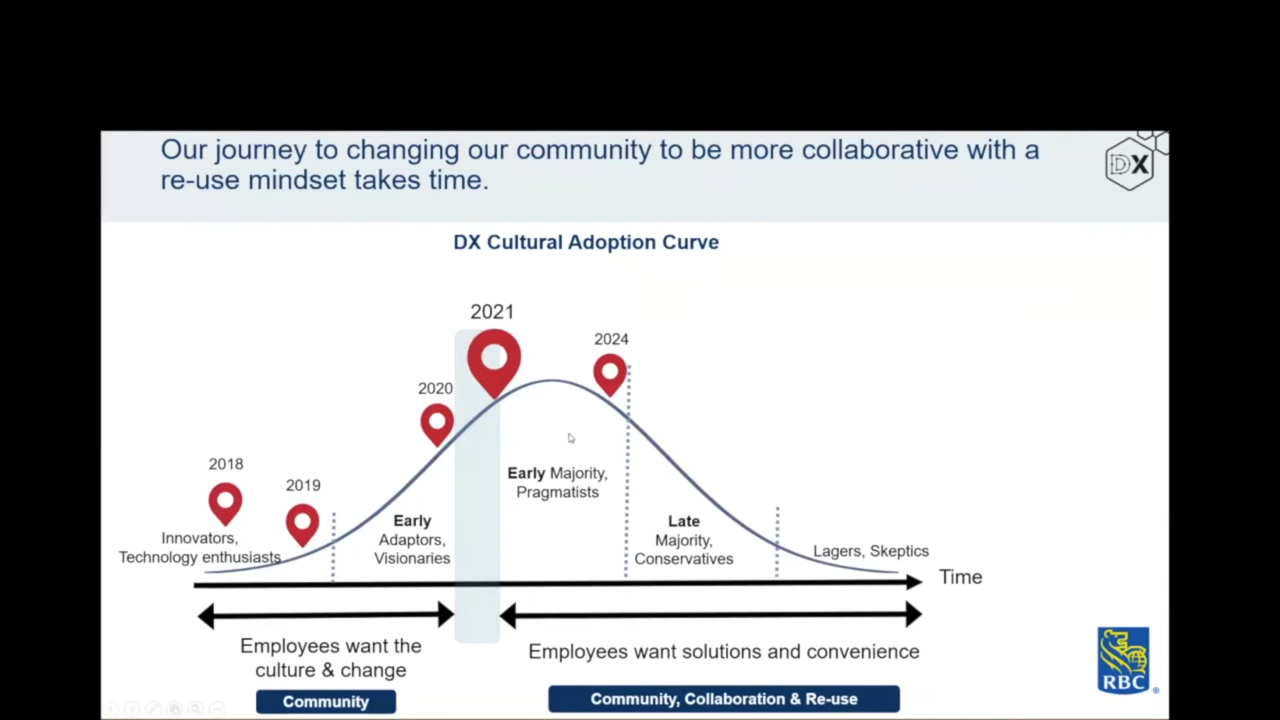 Our journey to changing our community to be more collaborative with a
re-use mindset takes time.
DX
DX Cultural Adoption Curve
2021
2024
2020
2018
2019
Early Majority,
Pragmatists
Innovators,
Technology enthusiasts
Early
Adaptors,
Visionaries
Late
Majority,
Conservatives
Lagers, Skeptics
Time
Employees want the
culture & change
Employees want solutions and convenience
Community
Community, Collaboration & Re-use
RBC
®